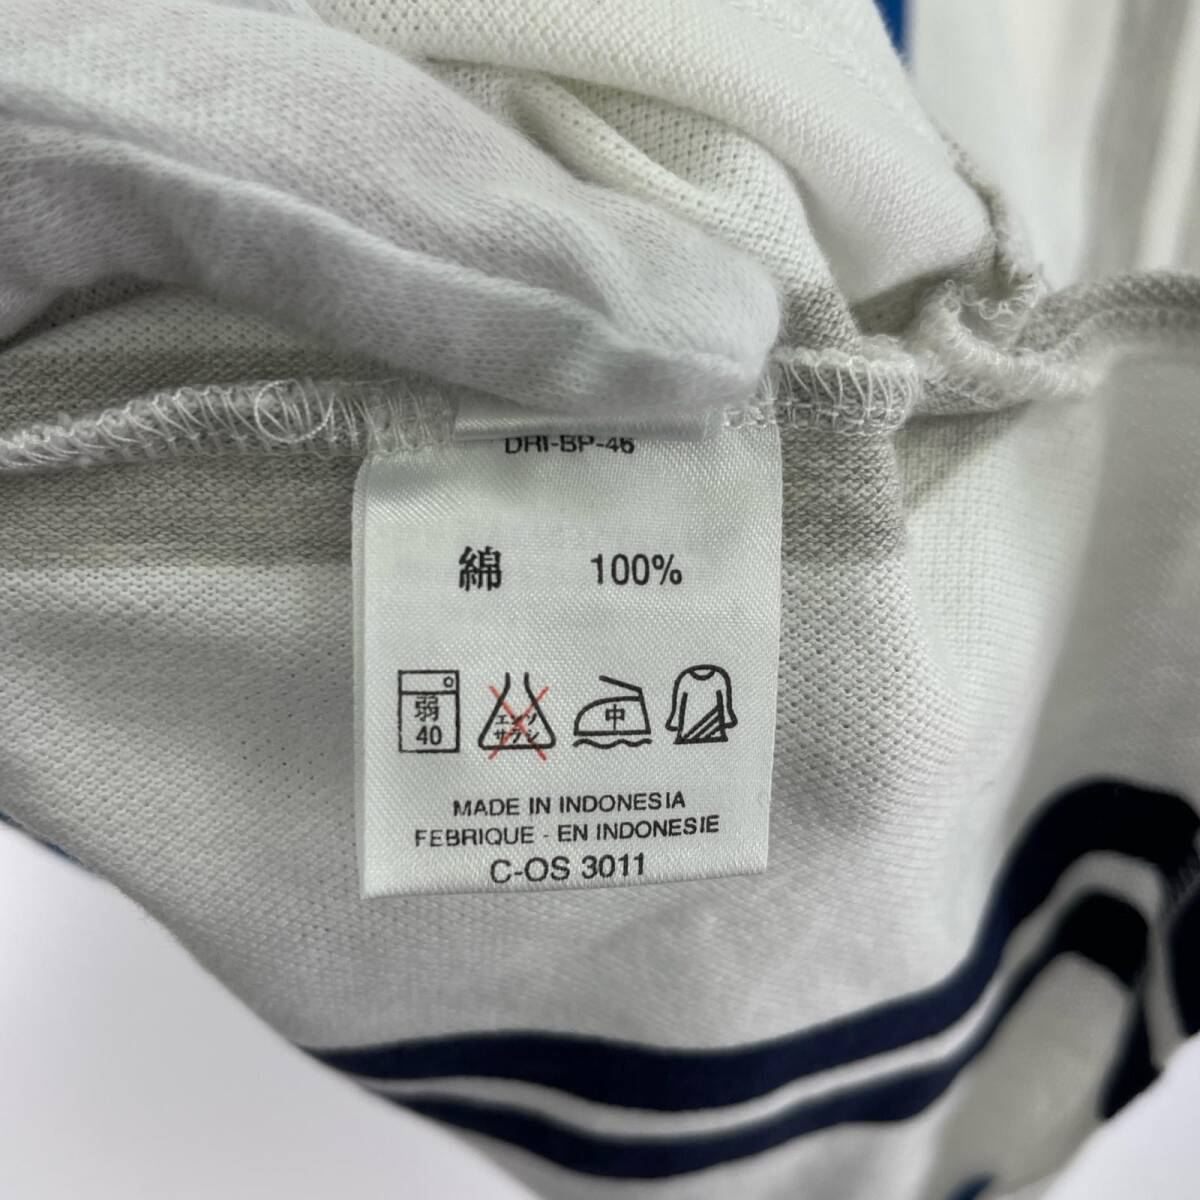 DRI-BP-46
綿 100%
弱 エンソ 中
40 サラシ
MADE IN INDONESIA
FEBRIQUE - EN INDONESIE
C-OS 3011